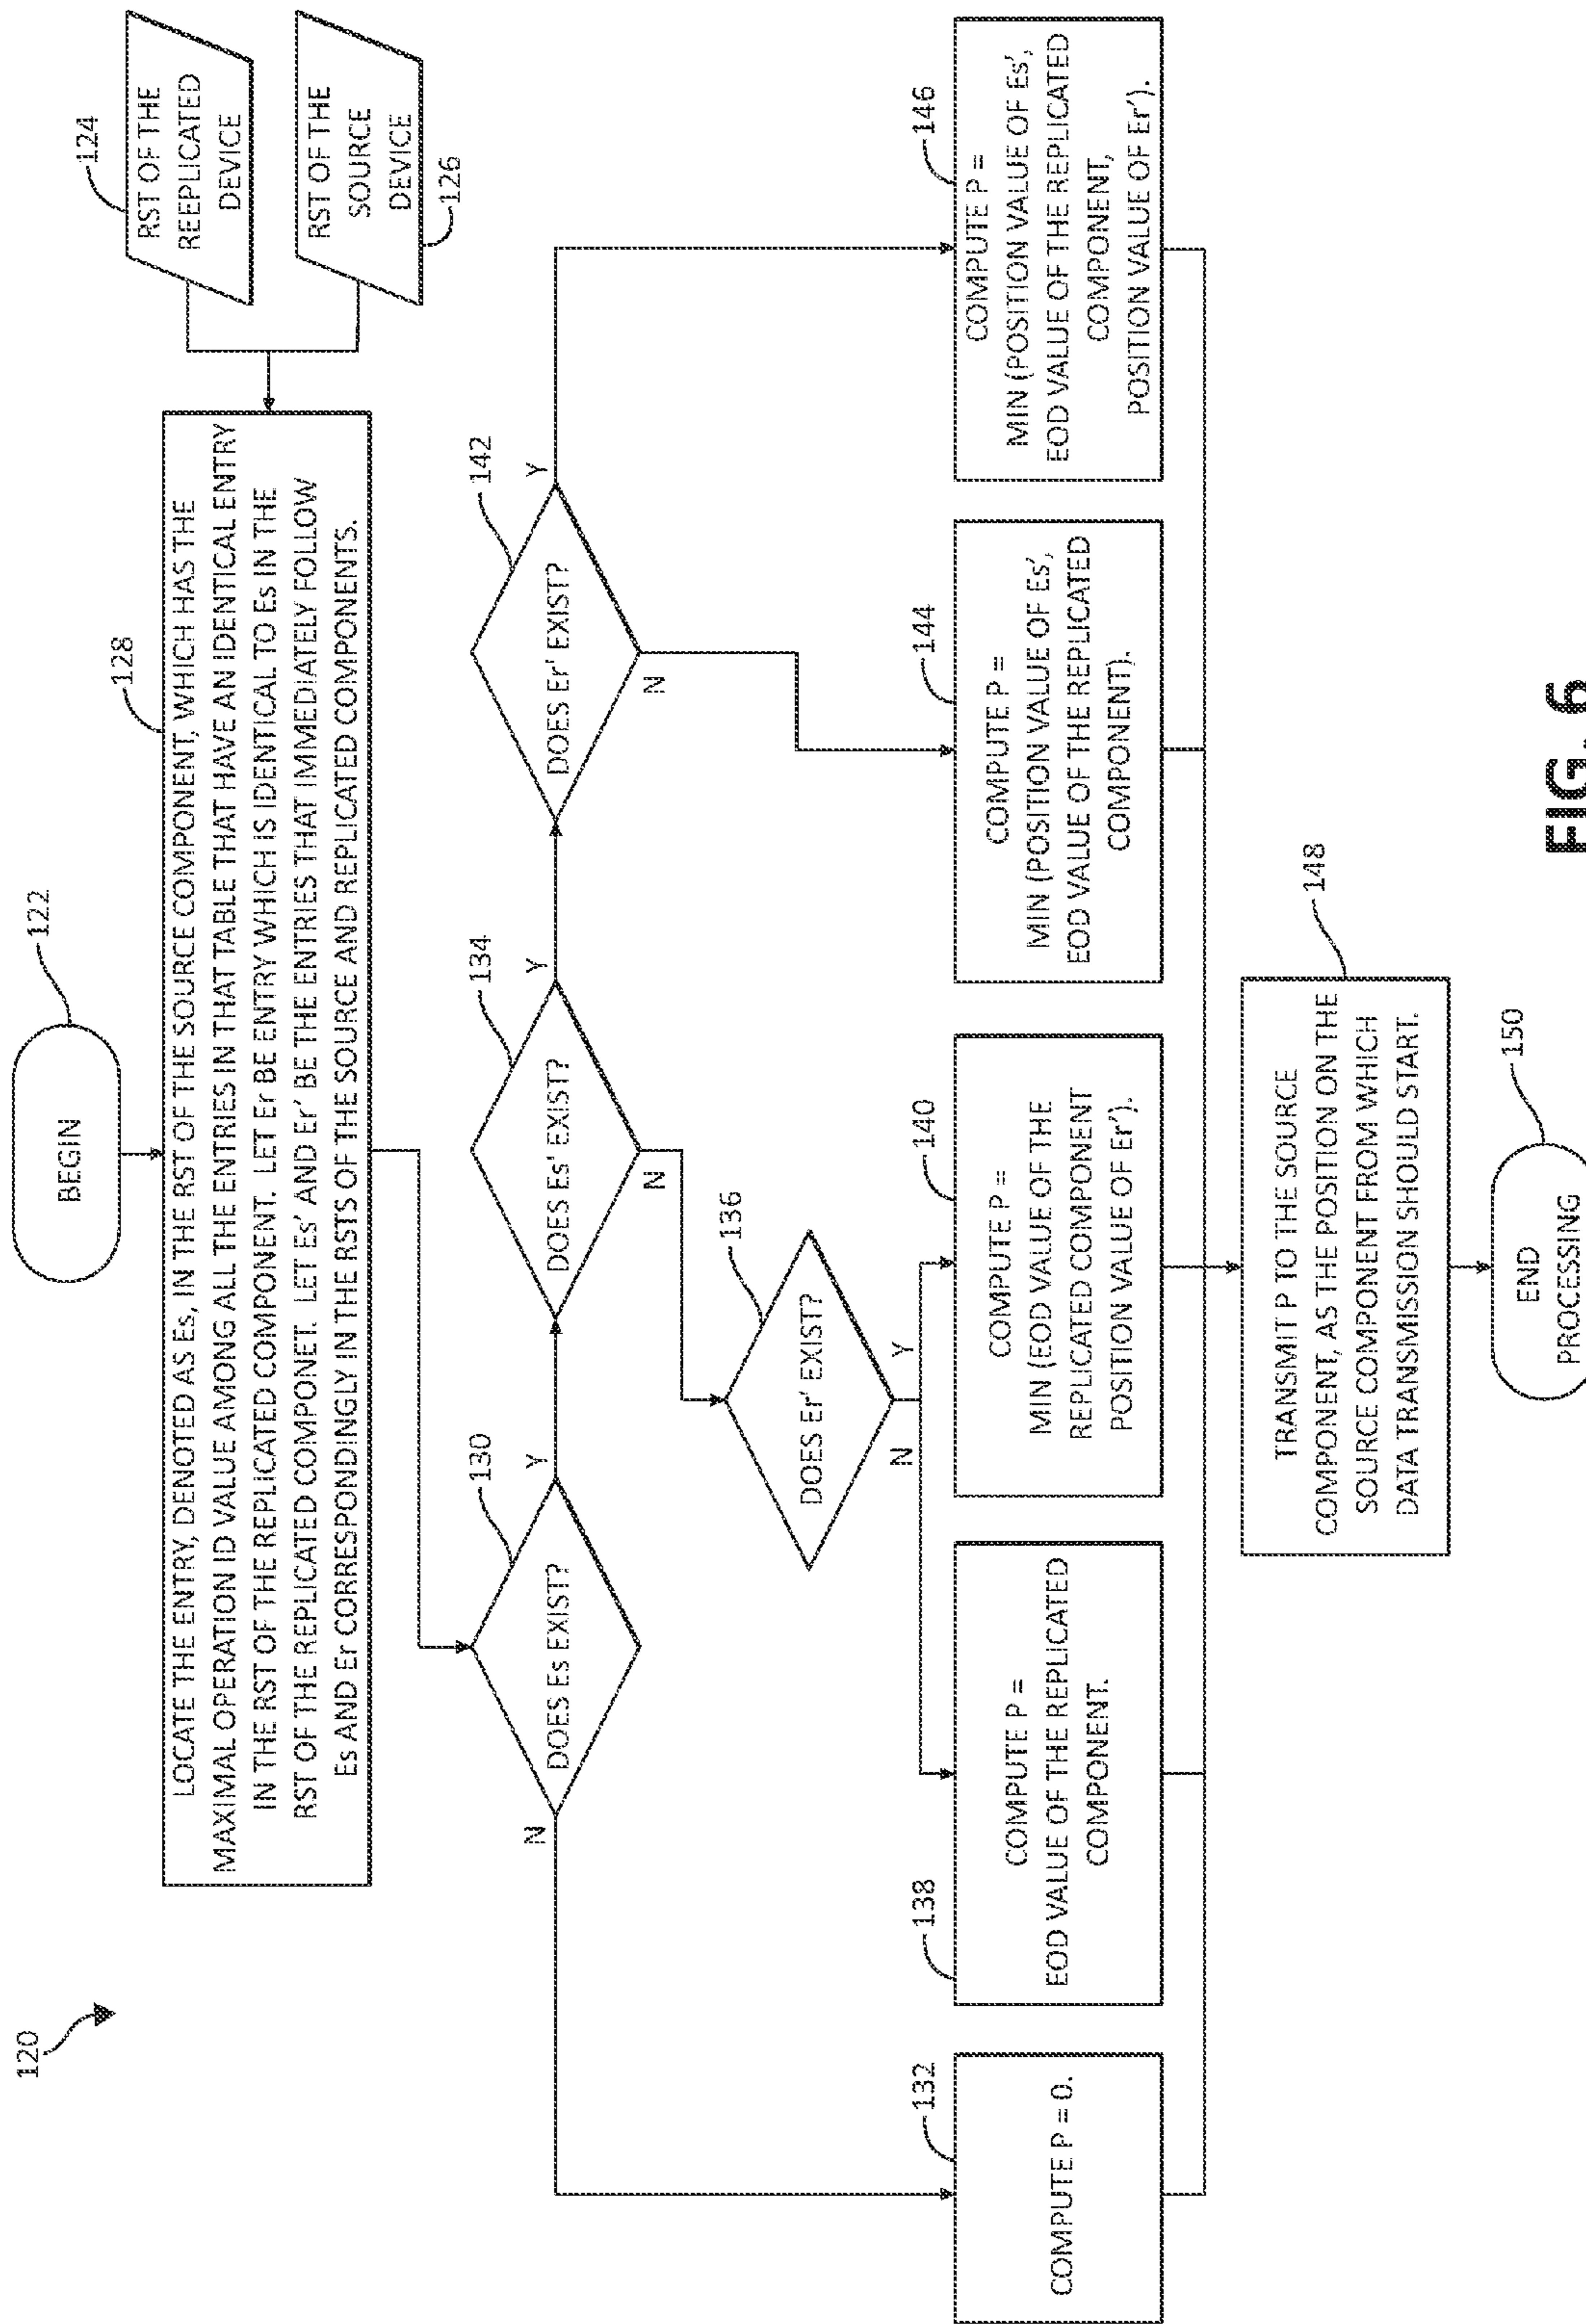 120
122
BEGIN
124
RST OF THE
REEPLICATED
DEVICE
RST OF THE
SOURCE
DEVICE
126
128
LOCATE THE ENTRY, DENOTED AS Es, IN THE RST OF THE SOURCE COMPONENT, WHICH HAS THE
MAXIMAL OPERATION ID VALUE AMONG ALL THE ENTRIES IN THAT TABLE THAT HAVE AN IDENTICAL ENTRY
IN THE RST OF THE REPLICATED COMPONENT. LET Er BE ENTRY WHICH IS IDENTICAL TO Es IN THE
RST OF THE REPLICATED COMPONET. LET Es' AND Er' BE THE ENTRIES THAT IMMEDIATELY FOLLOW
Es AND Er CORRESPONDINGLY IN THE RSTS OF THE SOURCE AND REPLICATED COMPONENTS.
130
DOES Es EXIST?
N
Y
134
DOES Es' EXIST?
Y
N
142
DOES Er' EXIST?
Y
N
136
DOES Er' EXIST?
N
Y
132
COMPUTE P = 0.
138
COMPUTE P =
EOD VALUE OF THE REPLICATED
COMPONENT.
140
COMPUTE P =
MIN (EOD VALUE OF THE
REPLICATED COMPONENT
POSITION VALUE OF Er').
144
COMPUTE P =
MIN (POSITION VALUE OF Es',
EOD VALUE OF THE REPLICATED
COMPONENT).
146
COMPUTE P =
MIN (POSITION VALUE OF Es',
EOD VALUE OF THE REPLICATED
COMPONENT,
POSITION VALUE OF Er').
148
TRANSMIT P TO THE SOURCE
COMPONENT, AS THE POSITION ON THE
SOURCE COMPONENT FROM WHICH
DATA TRANSMISSION SHOULD START.
150
END
PROCESSING
FIG. 6